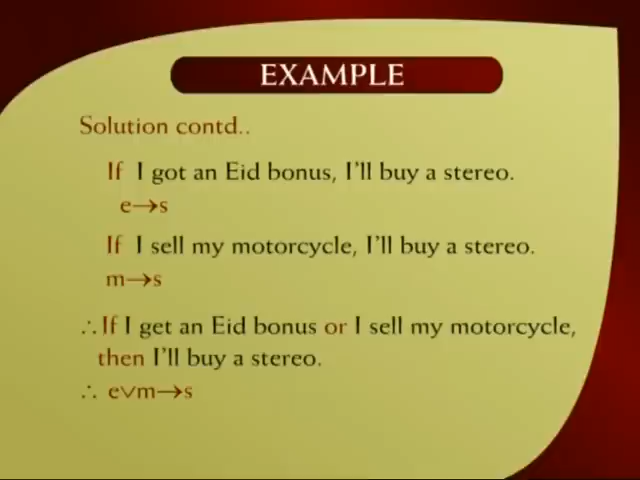 EXAMPLE
Solution contd..
If I got an Eid bonus, I'll buy a stereo.
e→s
If I sell my motorcycle, I'll buy a stereo.
m→s
∴ If I get an Eid bonus or I sell my motorcycle,
then I'll buy a stereo.
∴ e∨m→s